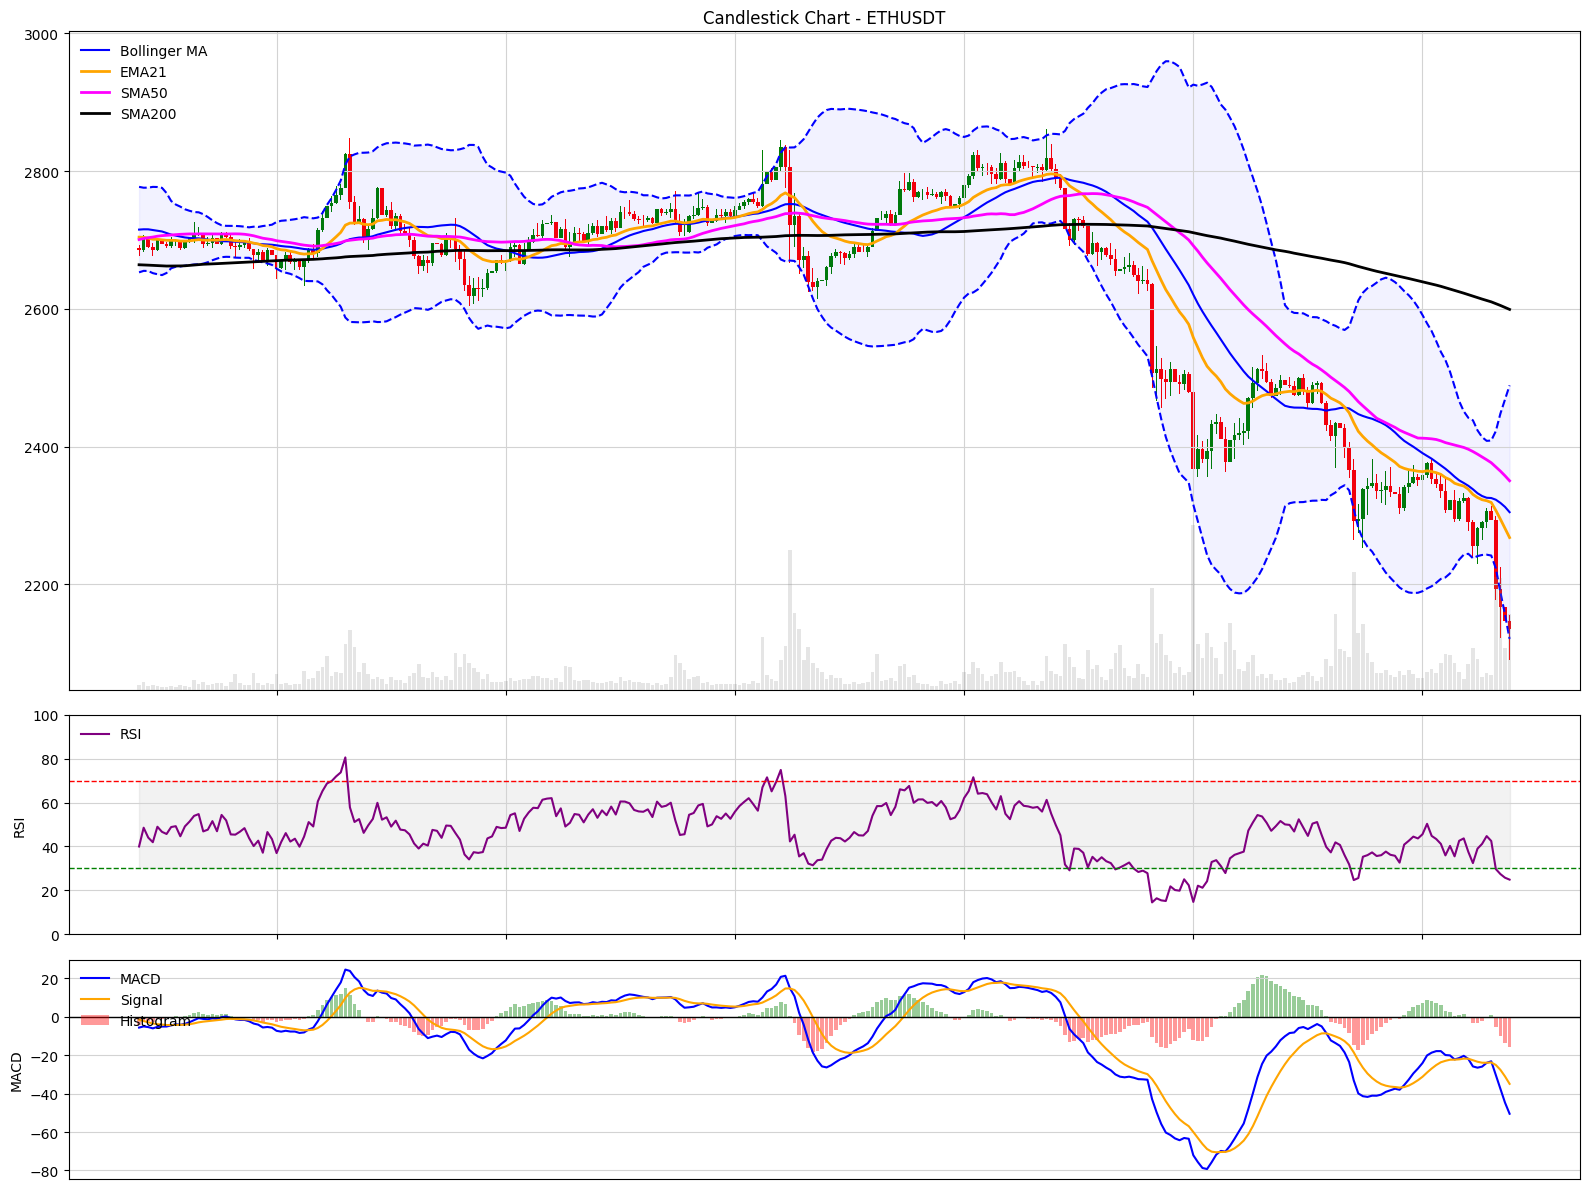 Candlestick Chart - ETHUSDT
3000
2800
2600
2400
2200
Bollinger MA
EMA21
SMA50
SMA200
100
80
60
40
20
0
RSI
RSI
20
0
−20
−40
−60
−80
MACD
MACD
Signal
Histogram